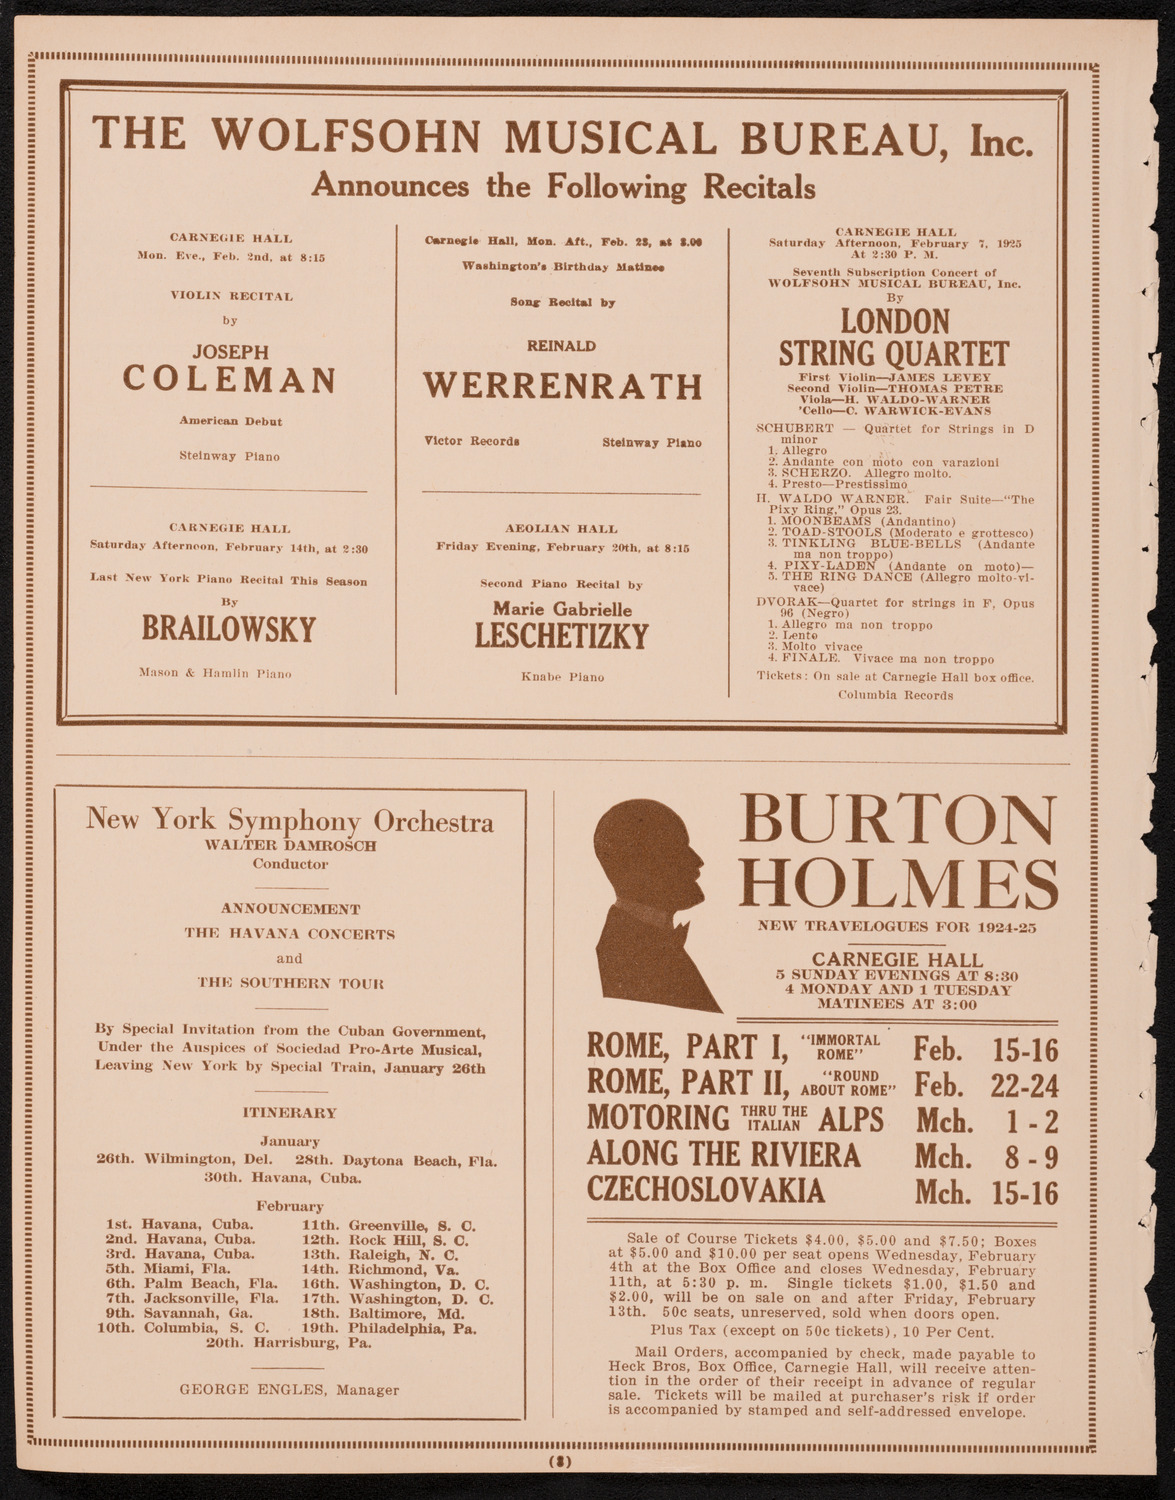 THE WOLFSOHN MUSICAL BUREAU, Inc.
Announces the Following Recitals
CARNEGIE HALL
Mon. Eve., Feb. 2nd, at 8:15
VIOLIN RECITAL
by
JOSEPH
COLEMAN
American Debut
Steinway Piano
CARNEGIE HALL
Saturday Afternoon, February 14th, at 2:30
Last New York Piano Recital This Season
By
BRAILOWSKY
Mason & Hamlin Piano
Carnegie Hall, Mon. Aft., Feb. 23, at 3.00
Washington's Birthday Matinee
Song Recital by
REINALD
WERRENRATH
Victor Records Steinway Piano
AEOLIAN HALL
Friday Evening, February 20th, at 8:15
Second Piano Recital by
Marie Gabrielle
LESCHETIZKY
Knabe Piano
CARNEGIE HALL
Saturday Afternoon, February 7, 1925
At 2:30 P. M.
Seventh Subscription Concert of
WOLFSOHN MUSICAL BUREAU, Inc.
By
LONDON
STRING QUARTET
First Violin—JAMES LEVEY
Second Violin—THOMAS PETRE
Viola—H. WALDO-WARNER
'Cello—C. WARWICK-EVANS
SCHUBERT — Quartet for Strings in D
minor
1. Allegro
2. Andante con moto con varazioni
3. SCHERZO. Allegro molto.
4. Presto—Prestissimo
H. WALDO WARNER. Fair Suite—"The
Pixy Ring," Opus 23.
1. MOONBEAMS (Andantino)
2. TOAD-STOOLS (Moderato e grottesco)
3. TINKLING BLUE-BELLS (Andante
ma non troppo)
4. PIXY-LADEN (Andante on moto)—
5. THE RING DANCE (Allegro molto-vi-
vace)
DVORAK—Quartet for strings in F, Opus
96 (Negro)
1. Allegro ma non troppo
2. Lento
3. Molto vivace
4. FINALE. Vivace ma non troppo
Tickets: On sale at Carnegie Hall box office.
Columbia Records
New York Symphony Orchestra
WALTER DAMROSCH
Conductor
ANNOUNCEMENT
THE HAVANA CONCERTS
and
THE SOUTHERN TOUR
By Special Invitation from the Cuban Government,
Under the Auspices of Sociedad Pro-Arte Musical,
Leaving New York by Special Train, January 26th
ITINERARY
January
26th. Wilmington, Del. 28th. Daytona Beach, Fla.
30th. Havana, Cuba.
February
1st. Havana, Cuba. 11th. Greenville, S. C.
2nd. Havana, Cuba. 12th. Rock Hill, S. C.
3rd. Havana, Cuba. 13th. Raleigh, N. C.
5th. Miami, Fla. 14th. Richmond, Va.
6th. Palm Beach, Fla. 16th. Washington, D. C.
7th. Jacksonville, Fla. 17th. Washington, D. C.
9th. Savannah, Ga. 18th. Baltimore, Md.
10th. Columbia, S. C. 19th. Philadelphia, Pa.
20th. Harrisburg, Pa.
GEORGE ENGLES, Manager
BURTON
HOLMES
NEW TRAVELOGUES FOR 1924-25
CARNEGIE HALL
5 SUNDAY EVENINGS AT 8:30
4 MONDAY AND 1 TUESDAY
MATINEES AT 3:00
ROME, PART I, "IMMORTAL ROME" Feb. 15-16
ROME, PART II, "ROUND ABOUT ROME" Feb. 22-24
MOTORING THRU THE ITALIAN ALPS Mch. 1 - 2
ALONG THE RIVIERA Mch. 8 - 9
CZECHOSLOVAKIA Mch. 15-16
Sale of Course Tickets $4.00, $5.00 and $7.50; Boxes
at $5.00 and $10.00 per seat opens Wednesday, February
4th at the Box Office and closes Wednesday, February
11th, at 5:30 p. m. Single tickets $1.00, $1.50 and
$2.00, will be on sale on and after Friday, February
13th. 50c seats, unreserved, sold when doors open.
Plus Tax (except on 50c tickets), 10 Per Cent.
Mail Orders, accompanied by check, made payable to
Heck Bros, Box Office, Carnegie Hall, will receive atten-
tion in the order of their receipt in advance of regular
sale. Tickets will be mailed at purchaser's risk if order
is accompanied by stamped and self-addressed envelope.
(8)